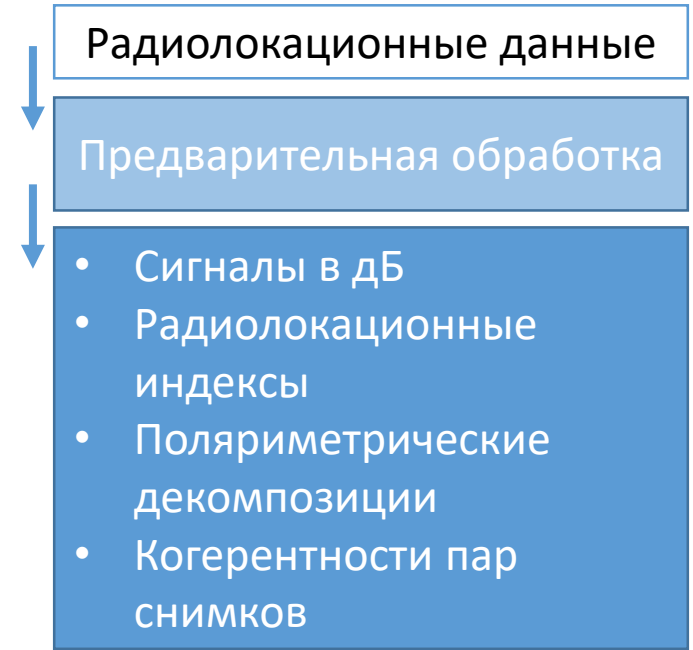 Радиолокационные данные
Предварительная обработка
• Сигналы в дБ
• Радиолокационные
индексы
• Поляриметрические
декомпозиции
• Когерентности пар
снимков